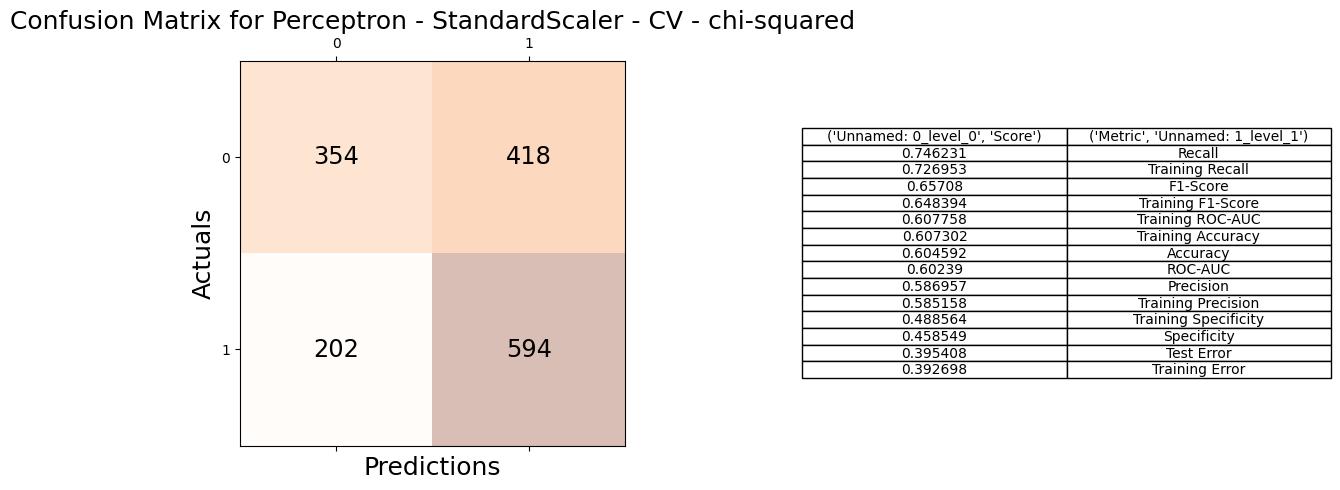 Confusion Matrix for Perceptron - StandardScaler - CV - chi-squared
0 1
0 354 418
1 202 594
Actuals
Predictions
('Unnamed: 0_level_0', 'Score') ('Metric', 'Unnamed: 1_level_1')
0.746231 Recall
0.726953 Training Recall
0.65708 F1-Score
0.648394 Training F1-Score
0.607758 Training ROC-AUC
0.607302 Training Accuracy
0.604592 Accuracy
0.60239 ROC-AUC
0.586957 Precision
0.585158 Training Precision
0.488564 Training Specificity
0.458549 Specificity
0.395408 Test Error
0.392698 Training Error